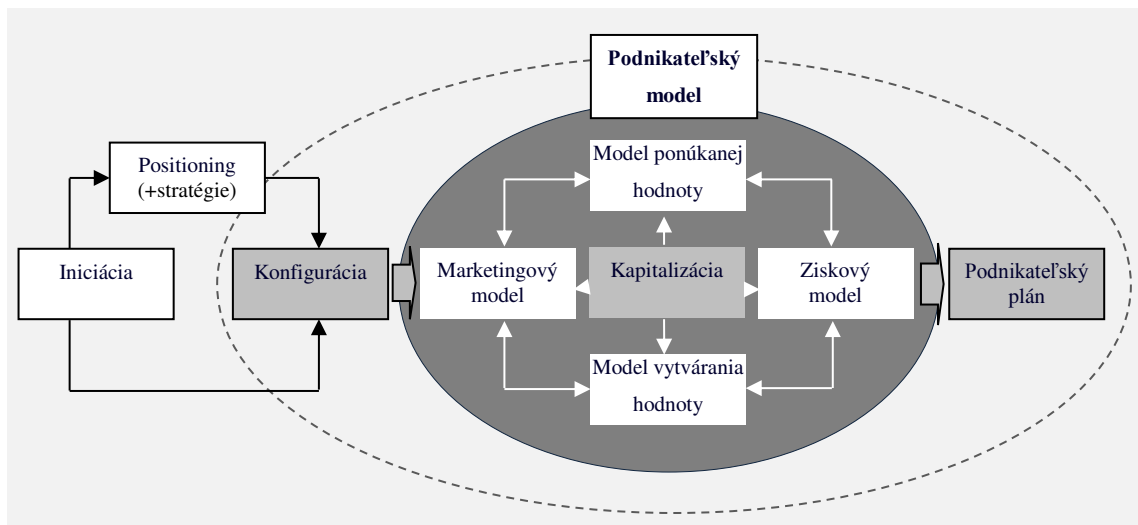 Podnikateľský
model
Model ponúkanej
hodnoty
Positioning
(+stratégie)
Iniciácia
Konfigurácia
Marketingový
model
Kapitalizácia
Ziskový
model
Podnikateľský
plán
Model vytvárania
hodnoty